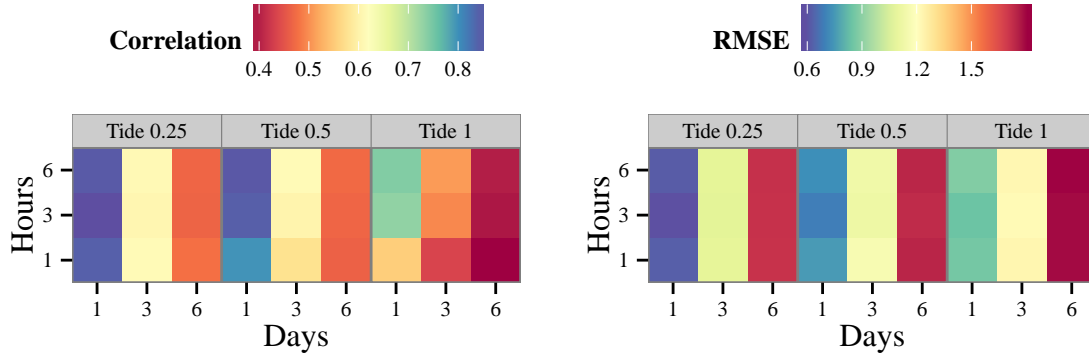 Correlation
0.4 0.5 0.6 0.7 0.8
Tide 0.25 Tide 0.5 Tide 1
Hours
6
3
1
1 3 6 1 3 6 1 3 6
Days
RMSE
0.6 0.9 1.2 1.5
Tide 0.25 Tide 0.5 Tide 1
Hours
6
3
1
1 3 6 1 3 6 1 3 6
Days